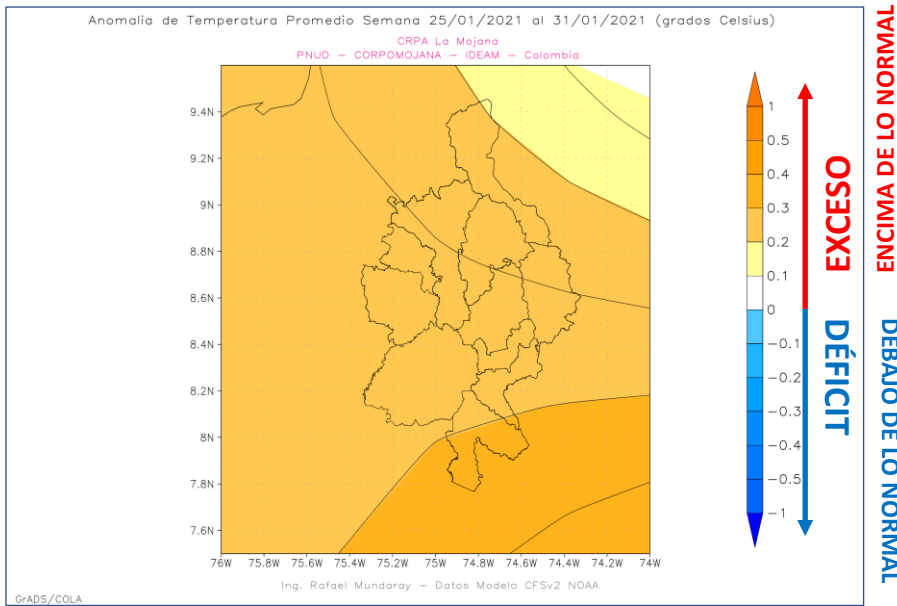 Anomalia de Temperatura Promedio Semana 25/01/2021 al 31/01/2021 (grados Celsius)
CRPA La Mojana
PNUD – CORPOMOJANA – IDEAM – Colombia
9.4N
9.2N
9N
8.8N
8.6N
8.4N
8.2N
8N
7.8N
7.6N
76W 75.8W 75.6W 75.4W 75.2W 75W 74.8W 74.6W 74.4W 74.2W 74W
Ing. Rafael Mundaray – Datos Modelo CFSv2 NOAA
GrADS/COLA
1
0.5
0.4
0.3
0.2
0.1
0
−0.1
−0.2
−0.3
−0.4
−0.5
−1
EXCESO
DÉFICIT
ENCIMA DE LO NORMAL
DEBAJO DE LO NORMAL